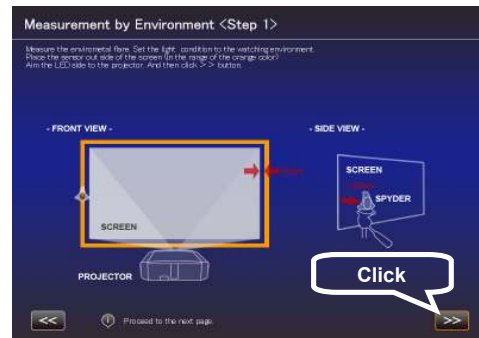 Measurement by Environment <Step 1>
Measure the envirometal flare. Set the light condition to the watching environment.
Place the sensor out side of the screen (in the range of the orange color)
Aim the LED side to the projector. And then click > > button.
- FRONT VIEW -
- SIDE VIEW -
SCREEN
SPYDER
SCREEN
PROJECTOR
Click
<<
Proceed to the next page.
>>